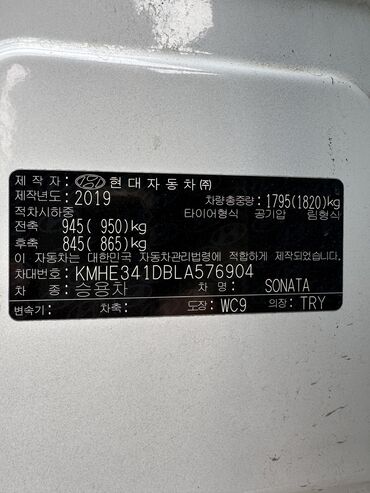 제 작 자: 현대자동차㈜
제작년도: 2019 차량총중량: 1795(1820)kg
적차시하중 타이어형식 공기압 림형식
전축 945( 950)kg
후축 845( 865)kg
이 자동차는 대한민국 자동차관리법령에 적합하게 제작되었습니다.
차대번호: KMHE341DBLA576904
차 종: 승용차 차 명: SONATA
변속기: 차축: 도장: WC9 의장: TRY